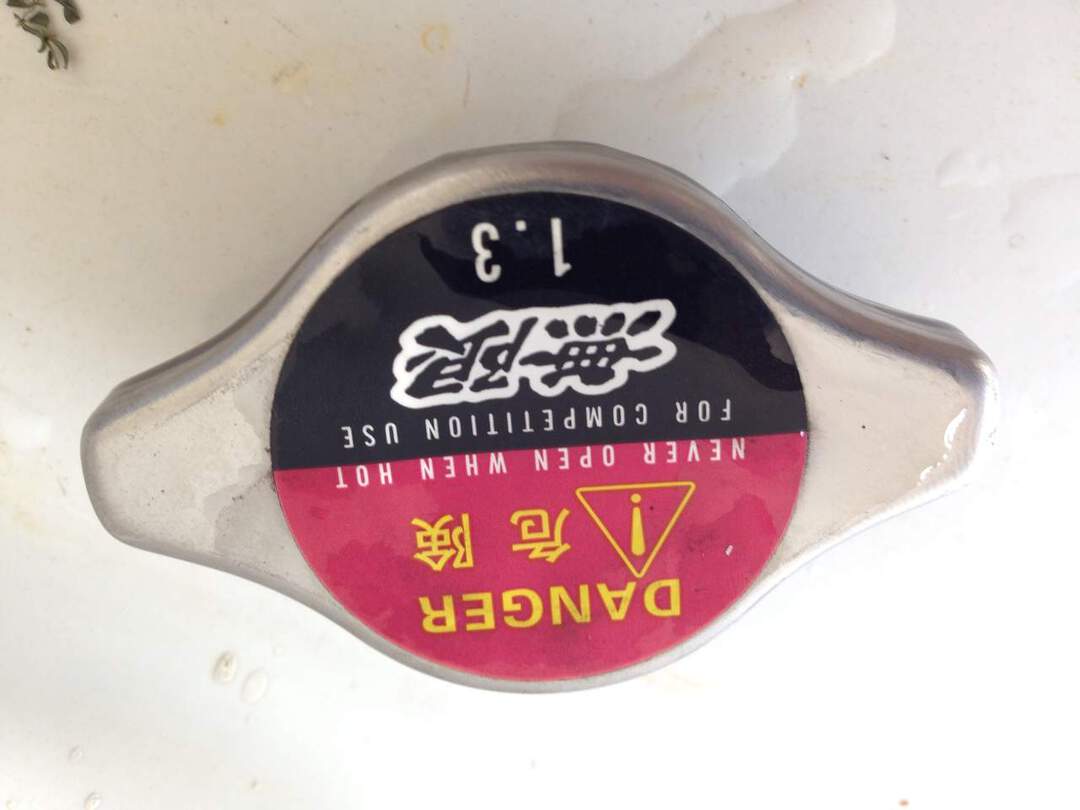 DANGER
危険
NEVER OPEN WHEN HOT
FOR COMPETITION USE
無限
1.3